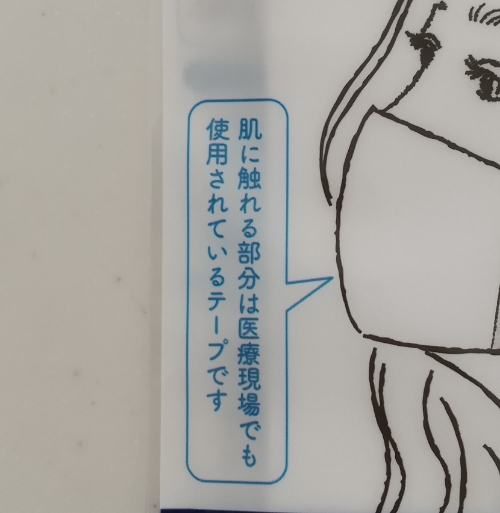 肌に触れる部分は医療現場でも
使用されているテープです